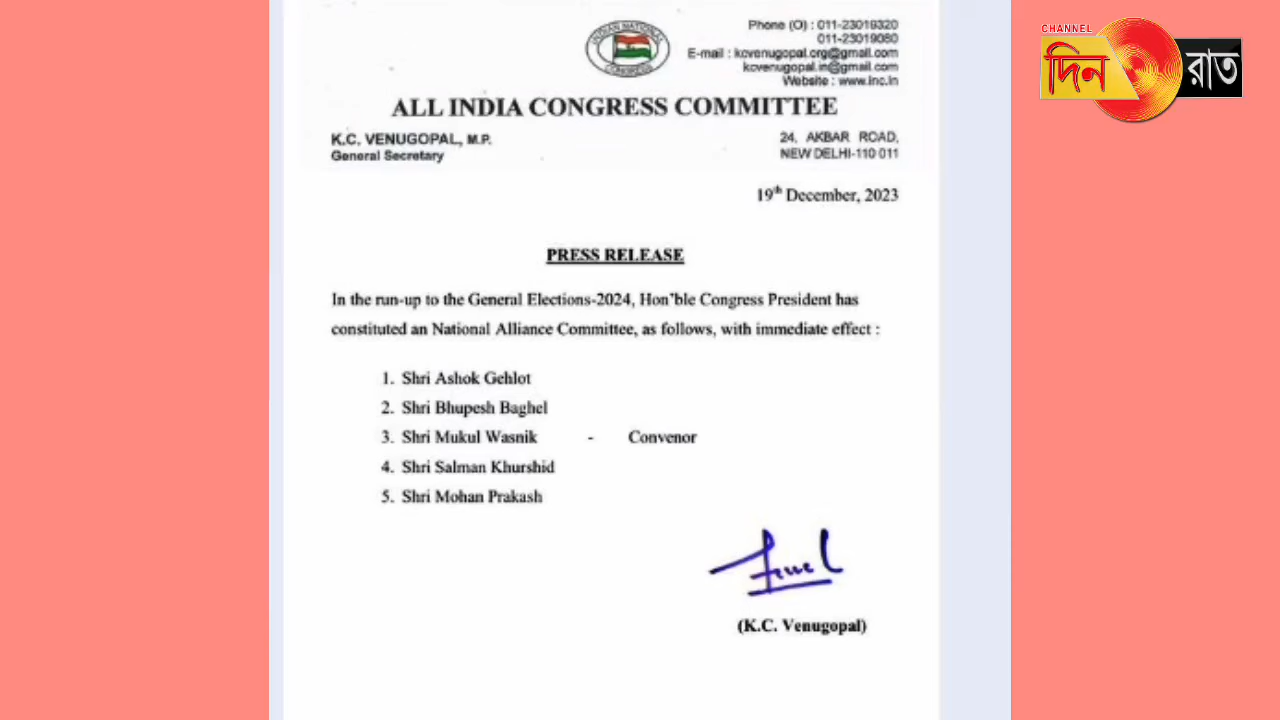 INDIAN NATIONAL
CONGRESS
Phone (O) : 011-23019320
011-23019080
E-mail : kcvenugopal.org@gmail.com
kcvenugopal.in@gmail.com
Website : www.inc.in
ALL INDIA CONGRESS COMMITTEE
K.C. VENUGOPAL, M.P.
General Secretary
24, AKBAR ROAD,
NEW DELHI-110 011
19th December, 2023
PRESS RELEASE
In the run-up to the General Elections-2024, Hon'ble Congress President has
constituted an National Alliance Committee, as follows, with immediate effect :
1. Shri Ashok Gehlot
2. Shri Bhupesh Baghel
3. Shri Mukul Wasnik - Convenor
4. Shri Salman Khurshid
5. Shri Mohan Prakash
(K.C. Venugopal)
CHANNEL
দিন রাত